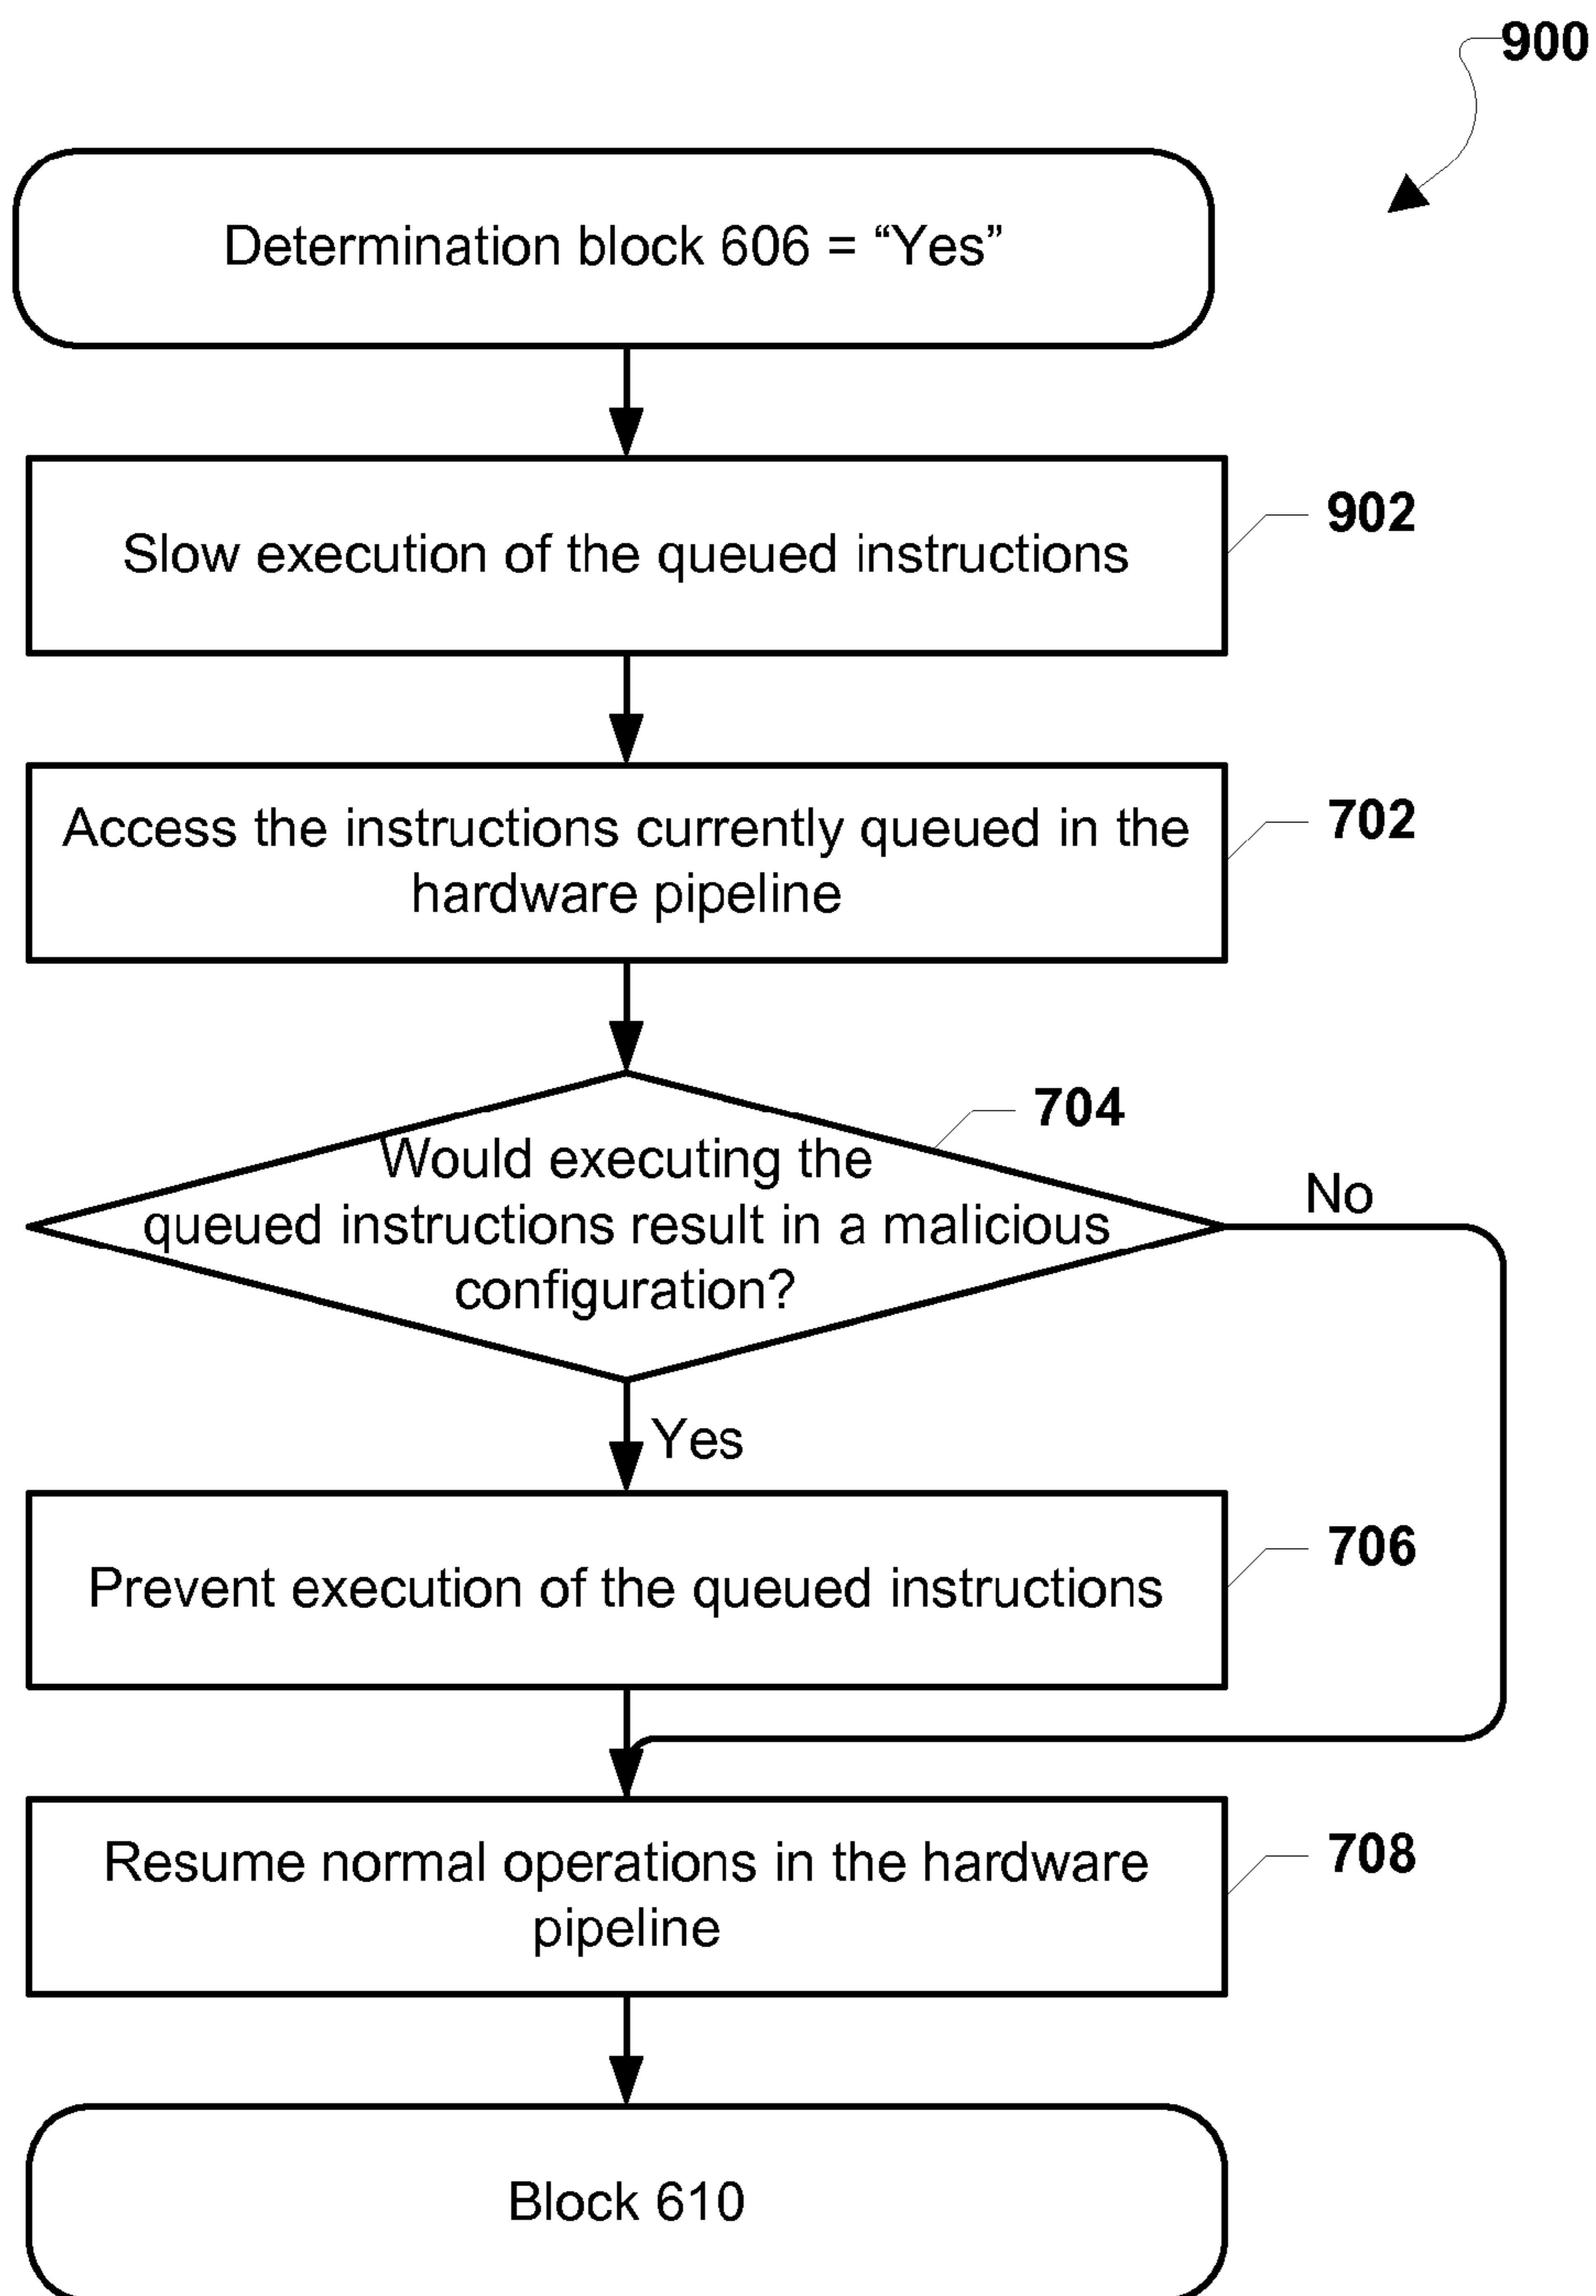 900
Determination block 606 = “Yes”
Slow execution of the queued instructions
902
Access the instructions currently queued in the
hardware pipeline
702
704
Would executing the
queued instructions result in a malicious
configuration?
No
Yes
Prevent execution of the queued instructions
706
Resume normal operations in the hardware
pipeline
708
Block 610